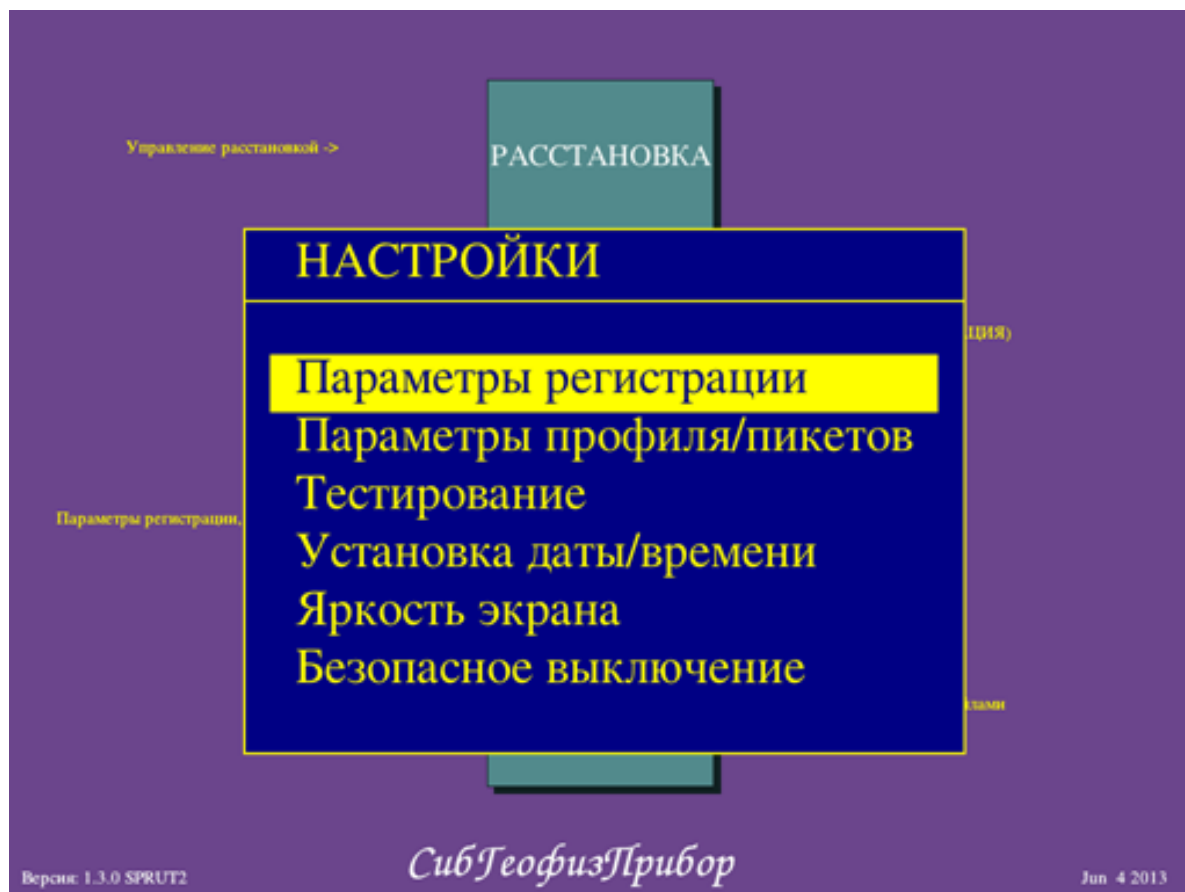 Управление расстановкой ->
РАССТАНОВКА
НАСТРОЙКИ
ЦИЯ)
Параметры регистрации
Параметры профиля/пикетов
Тестирование
Параметры регистрации,
Установка даты/времени
Яркость экрана
Безопасное выключение
йлами
СибГеофизПрибор
Версия: 1.3.0 SPRUT2
Jun 4 2013